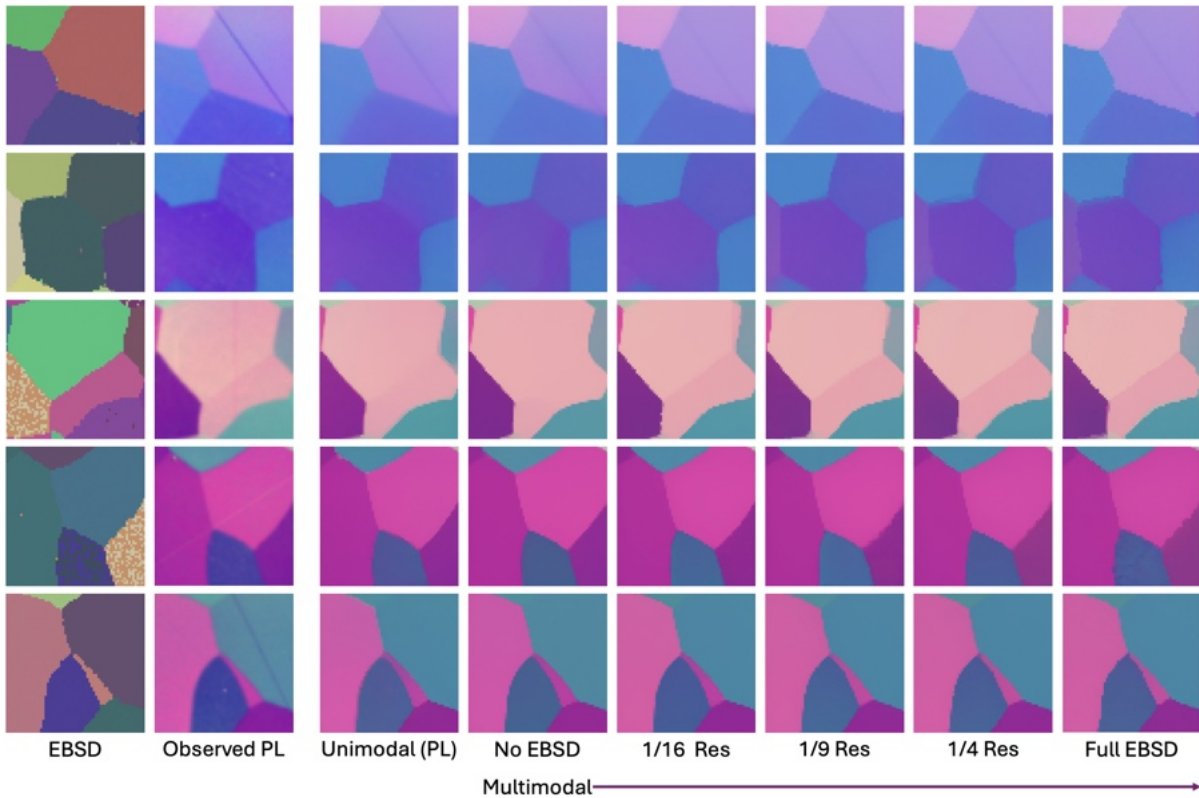 EBSD Observed PL Unimodal (PL) No EBSD 1/16 Res 1/9 Res 1/4 Res Full EBSD
Multimodal